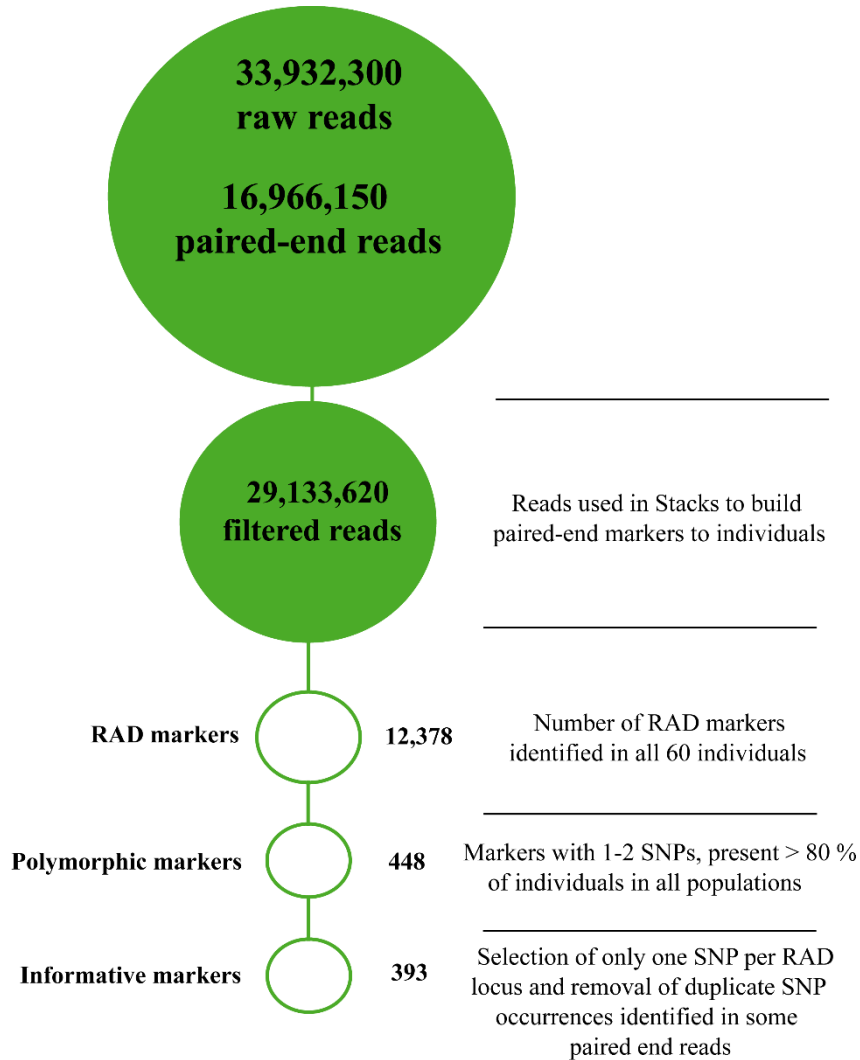 33,932,300
raw reads
16,966,150
paired-end reads
29,133,620
filtered reads
Reads used in Stacks to build
paired-end markers to individuals
RAD markers
12,378
Number of RAD markers
identified in all 60 individuals
Polymorphic markers
448
Markers with 1-2 SNPs, present > 80 %
of individuals in all populations
Informative markers
393
Selection of only one SNP per RAD
locus and removal of duplicate SNP
occurrences identified in some
paired end reads